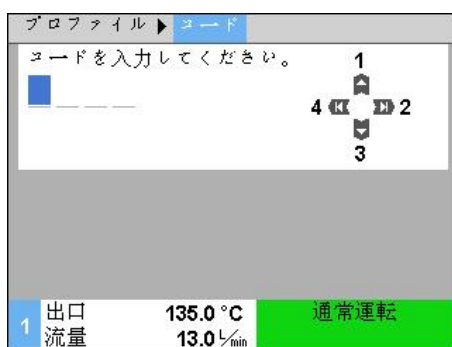 プロファイル ▶ コード
コードを入力してください。
1
4 2
3
1
出口 135.0 °C 通常運転
流量 13.0 L/min